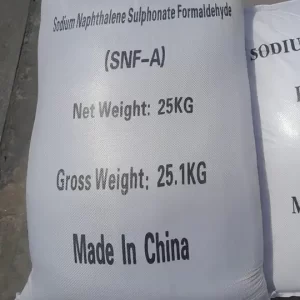 Sodium Naphthalene Sulphonate Formaldehyde
(SNF-A)
Net Weight: 25KG
Gross Weight: 25.1KG
Made In China
SODIU